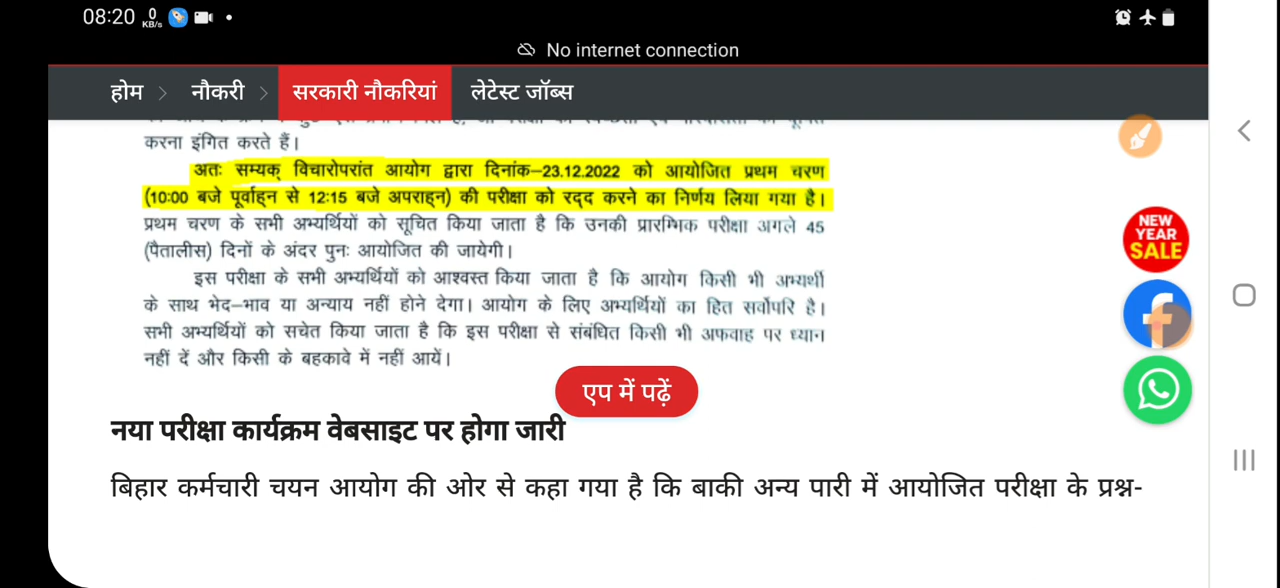 08:20 0 KB/s
No internet connection
होम > नौकरी > सरकारी नौकरियां लेटेस्ट जॉब्स
करना इंगित करते हैं।
अतः सम्यक् विचारोपरांत आयोग द्वारा दिनांक–23.12.2022 को आयोजित प्रथम चरण
(10:00 बजे पूर्वाह्न से 12:15 बजे अपराह्न) की परीक्षा को रद्द करने का निर्णय लिया गया है।
प्रथम चरण के सभी अभ्यर्थियों को सूचित किया जाता है कि उनकी प्रारम्भिक परीक्षा अगले 45
(पैतालीस) दिनों के अंदर पुनः आयोजित की जायेगी।
इस परीक्षा के सभी अभ्यर्थियों को आश्वस्त किया जाता है कि आयोग किसी भी अभ्यर्थी
के साथ भेद–भाव या अन्याय नहीं होने देगा। आयोग के लिए अभ्यर्थियों का हित सर्वोपरि है।
सभी अभ्यर्थियों को सचेत किया जाता है कि इस परीक्षा से संबंधित किसी भी अफवाह पर ध्यान
नहीं दें और किसी के बहकावे में नहीं आयें।
NEW
YEAR
SALE
एप में पढ़ें
नया परीक्षा कार्यक्रम वेबसाइट पर होगा जारी
बिहार कर्मचारी चयन आयोग की ओर से कहा गया है कि बाकी अन्य पारी में आयोजित परीक्षा के प्रश्न-